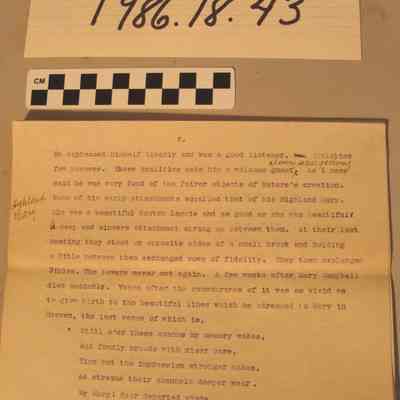 1986.18.43
CM
He expressed himself clearly and was a good listener.
few however. These qualities made him a welcome guest; as I have
said he was very fond of the fairer objects of Nature's creation.
None of his early attachments equalled that of his Highland Mary.
Highland
Mary
She was a beautiful Scotch lassie and as good as she was beautiful.
A deep and sincere attachment sprang up between them. At their last
meeting they stood on opposite sides of a small brook and holding
a Bible between them exchanged vows of fidelity. They then exchanged
Bibles. The lovers never met again. A few weeks after Mary Campbell
died suddenly. Years after the remembrance of it was so vivid as
to give birth to the beautiful lines which he addressed to Mary in
Heaven, the last verse of which is,
" Still o'er these scenes my memory wakes,
And fondly broods with miser care,
Time but the impression stronger makes,
As streams their channels deeper wear.
My Mary! dear departed shade